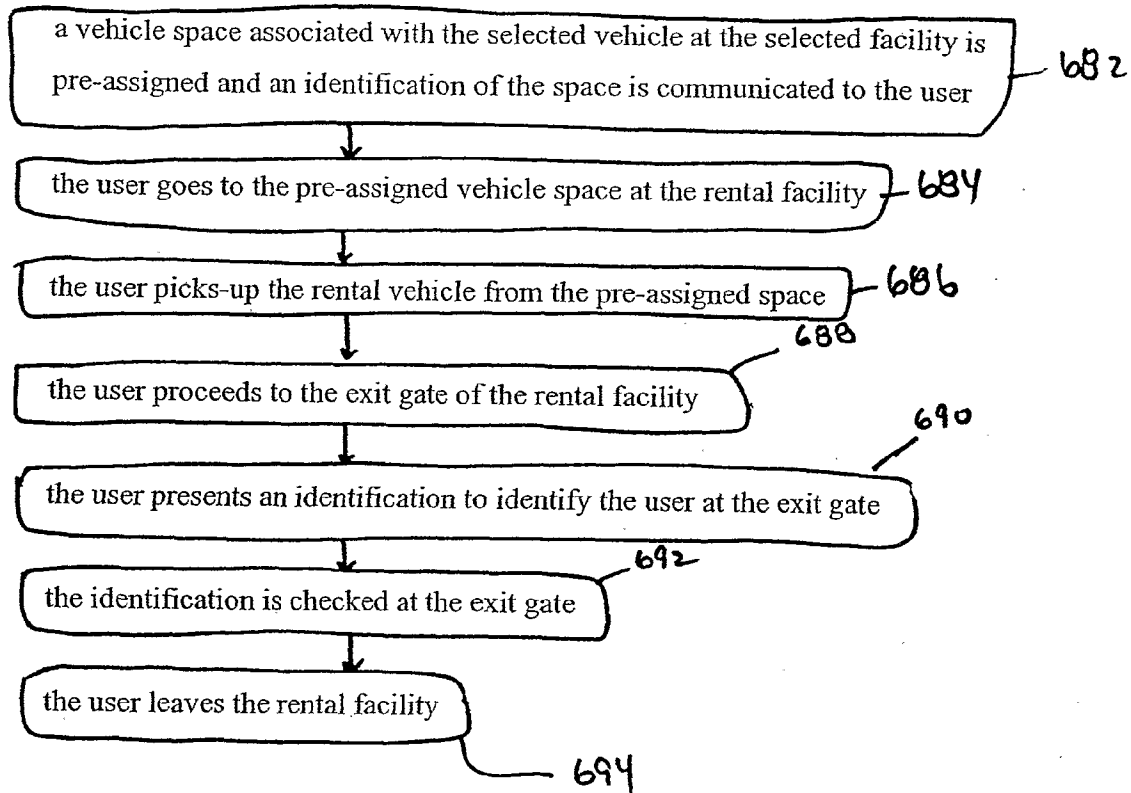 a vehicle space associated with the selected vehicle at the selected facility is
pre-assigned and an identification of the space is communicated to the user
682
the user goes to the pre-assigned vehicle space at the rental facility
684
the user picks-up the rental vehicle from the pre-assigned space
686
688
the user proceeds to the exit gate of the rental facility
690
the user presents an identification to identify the user at the exit gate
692
the identification is checked at the exit gate
the user leaves the rental facility
694